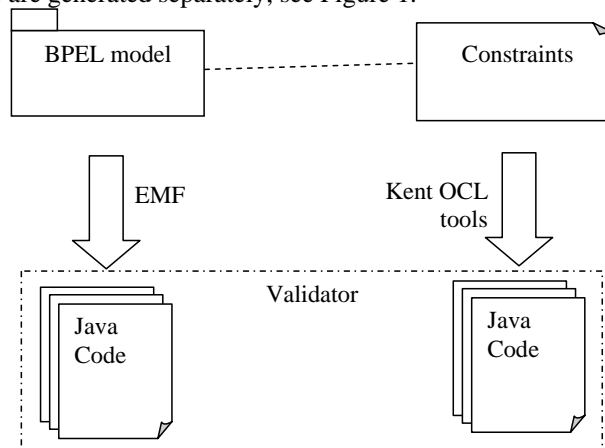 are generated separately, see Figure 1.
BPEL model
Constraints
EMF
Kent OCL
tools
Validator
Java
Code
Java
Code